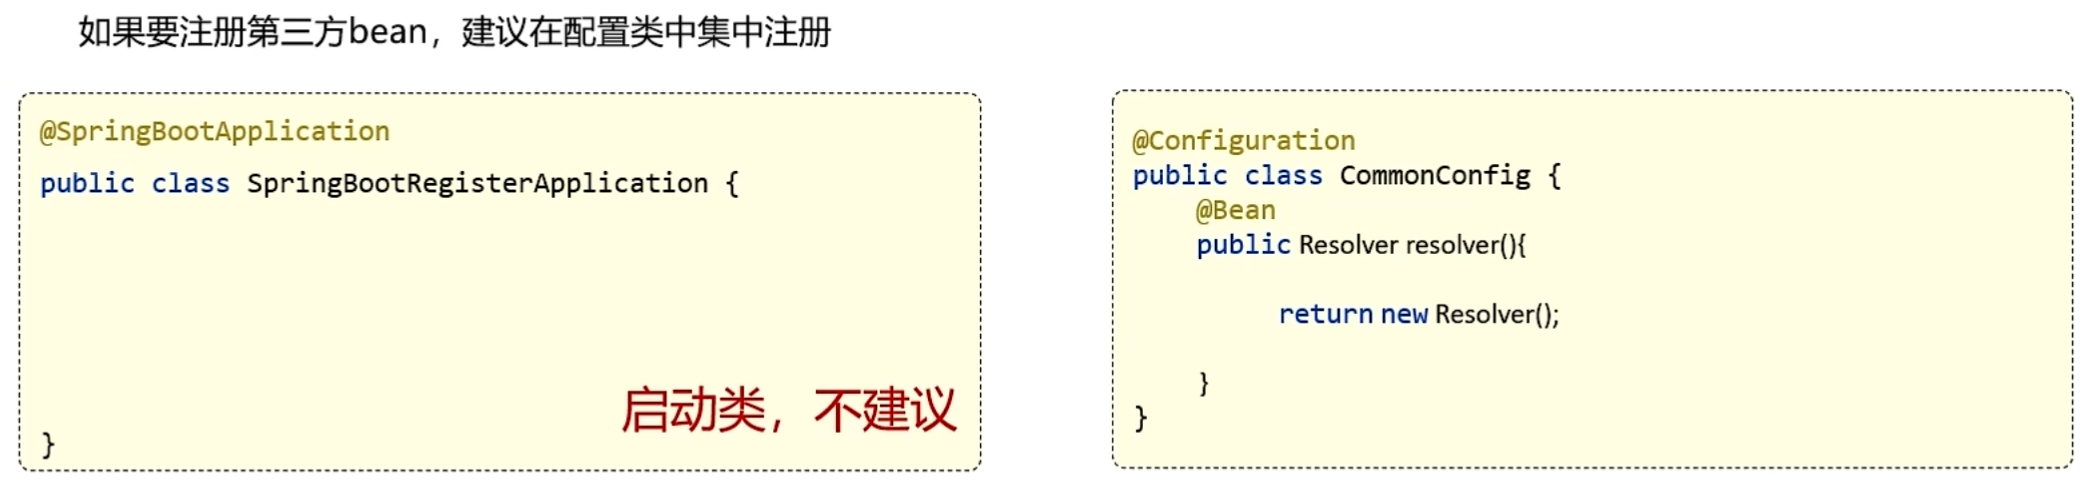 如果要注册第三方bean，建议在配置类中集中注册
@SpringBootApplication
public class SpringBootRegisterApplication {
启动类，不建议
}
@Configuration
public class CommonConfig {
@Bean
public Resolver resolver(){
return new Resolver();
}
}